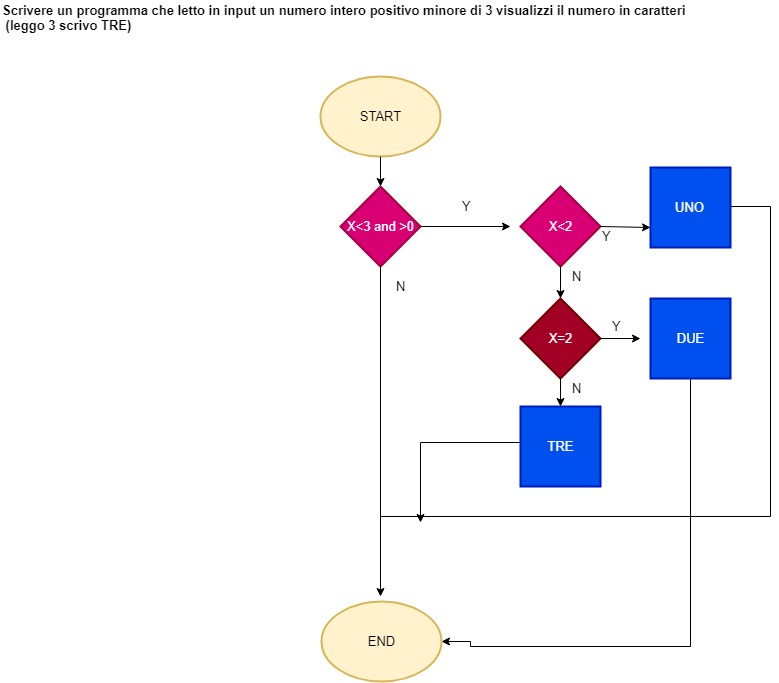 Scrivere un programma che letto in input un numero intero positivo minore di 3 visualizzi il numero in caratteri
(leggo 3 scrivo TRE)
START
X<3 and >0
Y
X<2
Y
UNO
N
N
X=2
Y
DUE
N
TRE
END